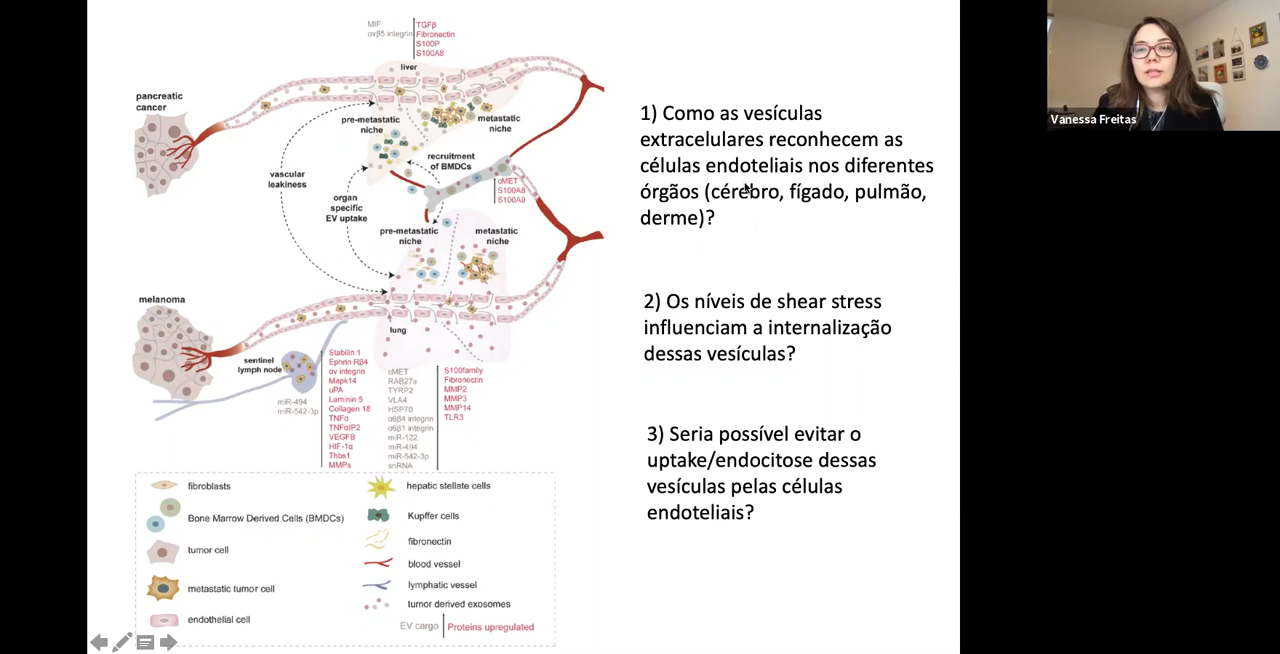 MIF
αvβ5 integrin
TGFβ
Fibronectin
S100P
S100A8
liver
pancreatic
cancer
pre-metastatic
niche
metastatic
niche
recruitment
of BMDCs
vascular
leakiness
organ
specific
EV uptake
cMET
S100A8
S100A9
pre-metastatic
niche
metastatic
niche
melanoma
lung
sentinel
lymph node
miR-494
miR-542-3p
Stabilin 1
Ephrin Rβ4
αv integrin
Mapk14
uPA
Laminin 5
Collagen 18
TNFα
TNFαIP2
VEGFB
HIF-1α
Thbs1
MMPs
cMET
RAB27a
TYRP2
VLA4
HSP70
α6β4 integrin
α6β1 integrin
miR-122
miR-494
miR-542-3p
snRNA
S100family
Fibronectin
MMP2
MMP3
MMP14
TLR3
fibroblasts
Bone Marrow Derived Cells (BMDCs)
tumor cell
metastatic tumor cell
endothelial cell
hepatic stellate cells
Kupffer cells
fibronectin
blood vessel
lymphatic vessel
tumor derived exosomes
EV cargo
Proteins upregulated
1) Como as vesículas
extracelulares reconhecem as
células endoteliais nos diferentes
órgãos (cérebro, fígado, pulmão,
derme)?
2) Os níveis de shear stress
influenciam a internalização
dessas vesículas?
3) Seria possível evitar o
uptake/endocitose dessas
vesículas pelas células
endoteliais?
Vanessa Freitas